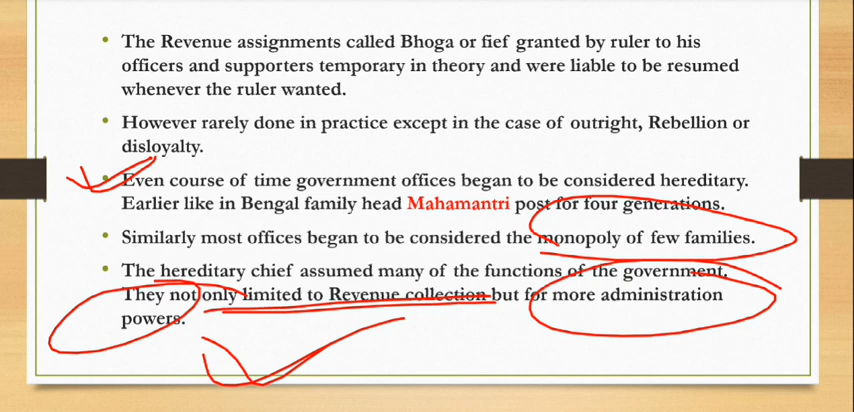 • The Revenue assignments called Bhoga or fief granted by ruler to his
officers and supporters temporary in theory and were liable to be resumed
whenever the ruler wanted.
• However rarely done in practice except in the case of outright, Rebellion or
disloyalty.
• Even course of time government offices began to be considered hereditary.
Earlier like in Bengal family head Mahamantri post for four generations.
• Similarly most offices began to be considered the monopoly of few families.
• The hereditary chief assumed many of the functions of the government.
They not only limited to Revenue collection but for more administration
powers.